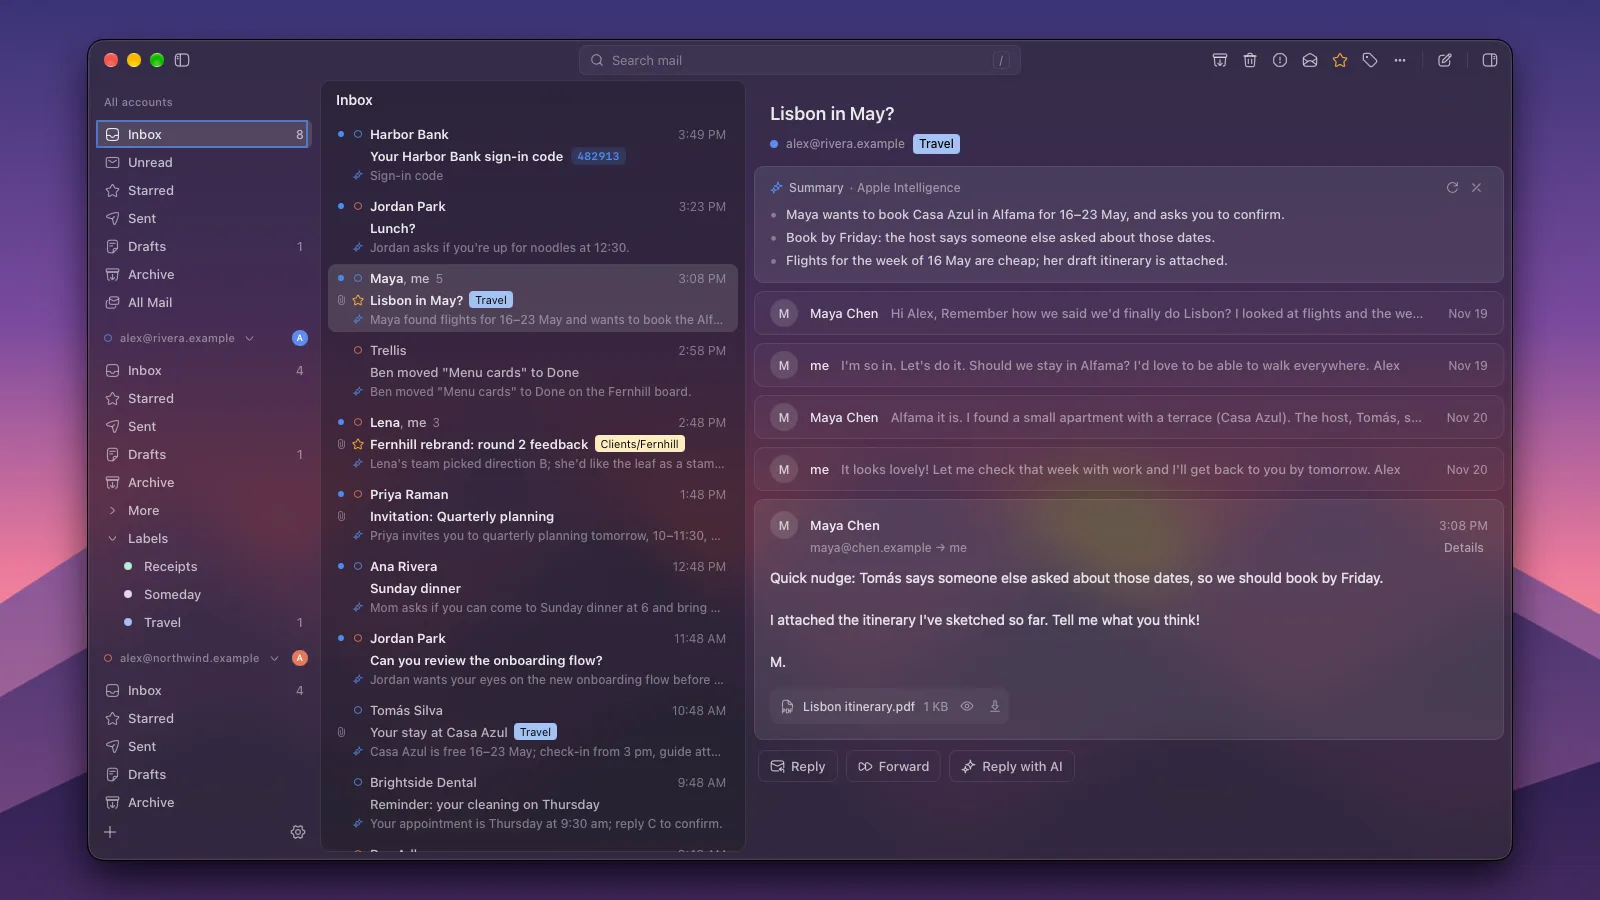 Search mail /
All accounts
Inbox 8
Unread
Starred
Sent
Drafts 1
Archive
All Mail
alex@rivera.example A
Inbox 4
Starred
Sent
Drafts 1
Archive
More
Labels
Receipts
Someday
Travel 1
alex@northwind.example A
Inbox 4
Starred
Sent
Drafts
Archive
Inbox
Harbor Bank 3:49 PM
Your Harbor Bank sign-in code 482913
Sign-in code
Jordan Park 3:23 PM
Lunch?
Jordan asks if you're up for noodles at 12:30.
Maya, me 5 3:08 PM
Lisbon in May? Travel
Maya found flights for 16–23 May and wants to book the Alf…
Trellis 2:58 PM
Ben moved "Menu cards" to Done
Ben moved "Menu cards" to Done on the Fernhill board.
Lena, me 3 2:48 PM
Fernhill rebrand: round 2 feedback Clients/Fernhill
Lena's team picked direction B; she'd like the leaf as a stam…
Priya Raman 1:48 PM
Invitation: Quarterly planning
Priya invites you to quarterly planning tomorrow, 10–11:30, …
Ana Rivera 12:48 PM
Sunday dinner
Mom asks if you can come to Sunday dinner at 6 and bring …
Jordan Park 11:48 AM
Can you review the onboarding flow?
Jordan wants your eyes on the new onboarding flow before …
Tomás Silva 10:48 AM
Your stay at Casa Azul Travel
Casa Azul is free 16–23 May; check-in from 3 pm, guide att…
Brightside Dental 9:48 AM
Reminder: your cleaning on Thursday
Your appointment is Thursday at 9:30 am; reply C to confirm.
Lisbon in May?
alex@rivera.example Travel
Summary · Apple Intelligence
• Maya wants to book Casa Azul in Alfama for 16–23 May, and asks you to confirm.
• Book by Friday: the host says someone else asked about those dates.
• Flights for the week of 16 May are cheap; her draft itinerary is attached.
M Maya Chen Hi Alex, Remember how we said we'd finally do Lisbon? I looked at flights and the we… Nov 19
M me I'm so in. Let's do it. Should we stay in Alfama? I'd love to be able to walk everywhere. Alex Nov 19
M Maya Chen Alfama it is. I found a small apartment with a terrace (Casa Azul). The host, Tomás, s… Nov 20
M me It looks lovely! Let me check that week with work and I'll get back to you by tomorrow. Alex Nov 20
M Maya Chen 3:08 PM
maya@chen.example → me Details
Quick nudge: Tomás says someone else asked about those dates, so we should book by Friday.
I attached the itinerary I've sketched so far. Tell me what you think!
M.
PDF Lisbon itinerary.pdf 1 KB
Reply Forward Reply with AI